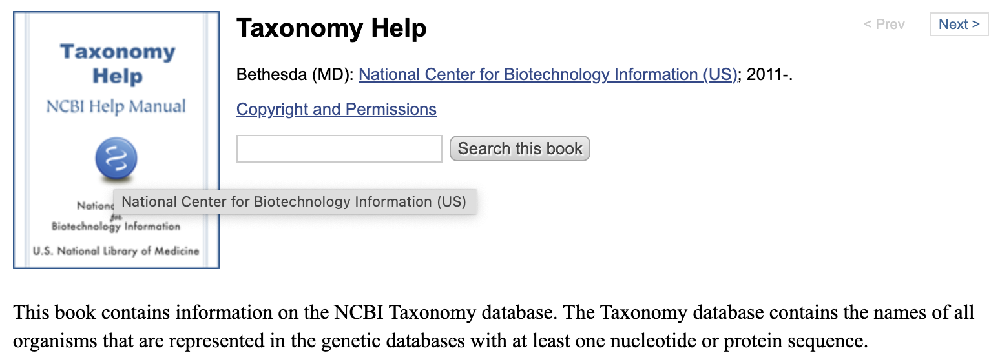 Taxonomy
Help
NCBI Help Manual
for
Biotechnology Information
U.S. National Library of Medicine
Taxonomy Help
< Prev
Next >
Bethesda (MD): National Center for Biotechnology Information (US); 2011-.
Copyright and Permissions
Search this book
National Center for Biotechnology Information (US)
This book contains information on the NCBI Taxonomy database. The Taxonomy database contains the names of all
organisms that are represented in the genetic databases with at least one nucleotide or protein sequence.